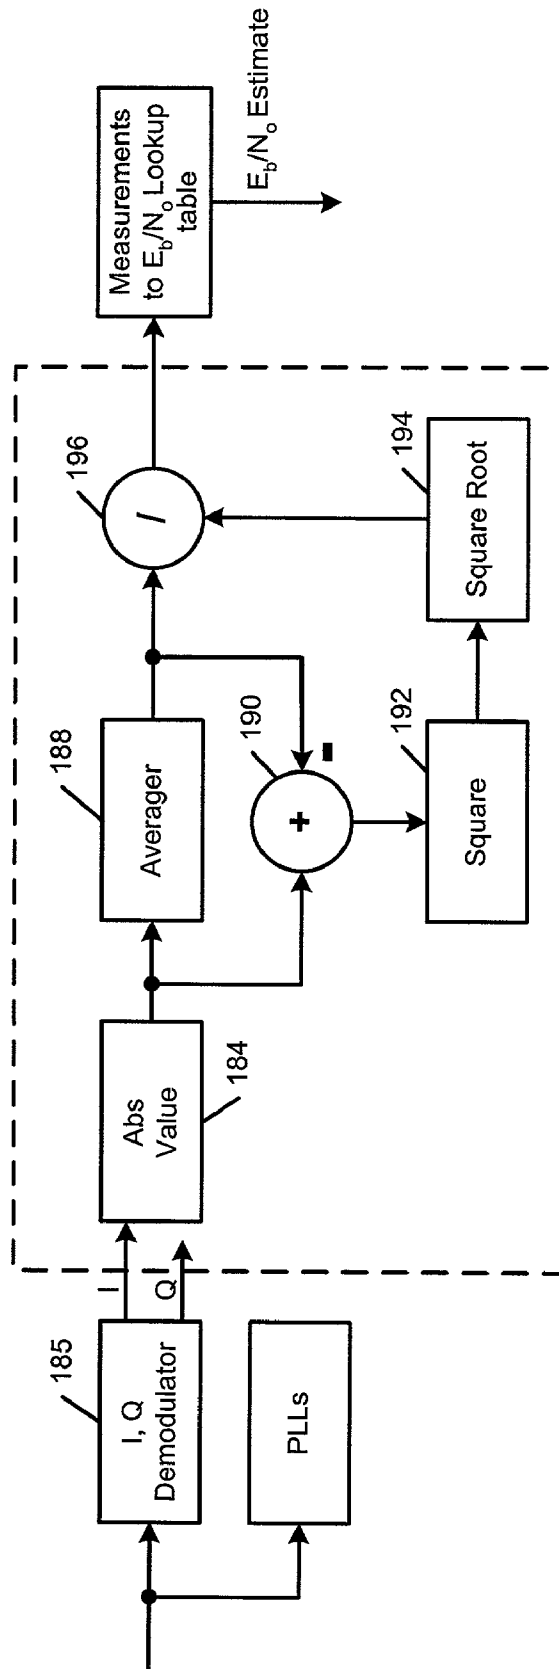 185
I, Q
Demodulator
PLLs
I
Q
Abs
Value
184
188
Averager
190
+
-
192
Square
194
Square Root
196
/
Measurements
to Eb/No Lookup
table
Eb/No Estimate